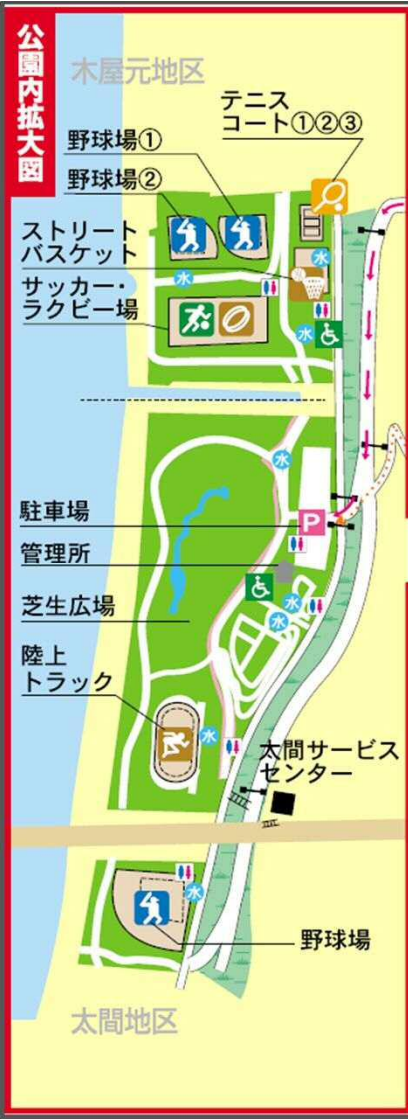 公園内拡大図
木屋元地区
テニス
コート①②③
野球場①
野球場②
ストリート
バスケット
サッカー・
ラクビー場
水
水
水
水
P
駐車場
管理所
芝生広場
水
水
陸上
トラック
水
太間サービス
センター
水
野球場
太間地区